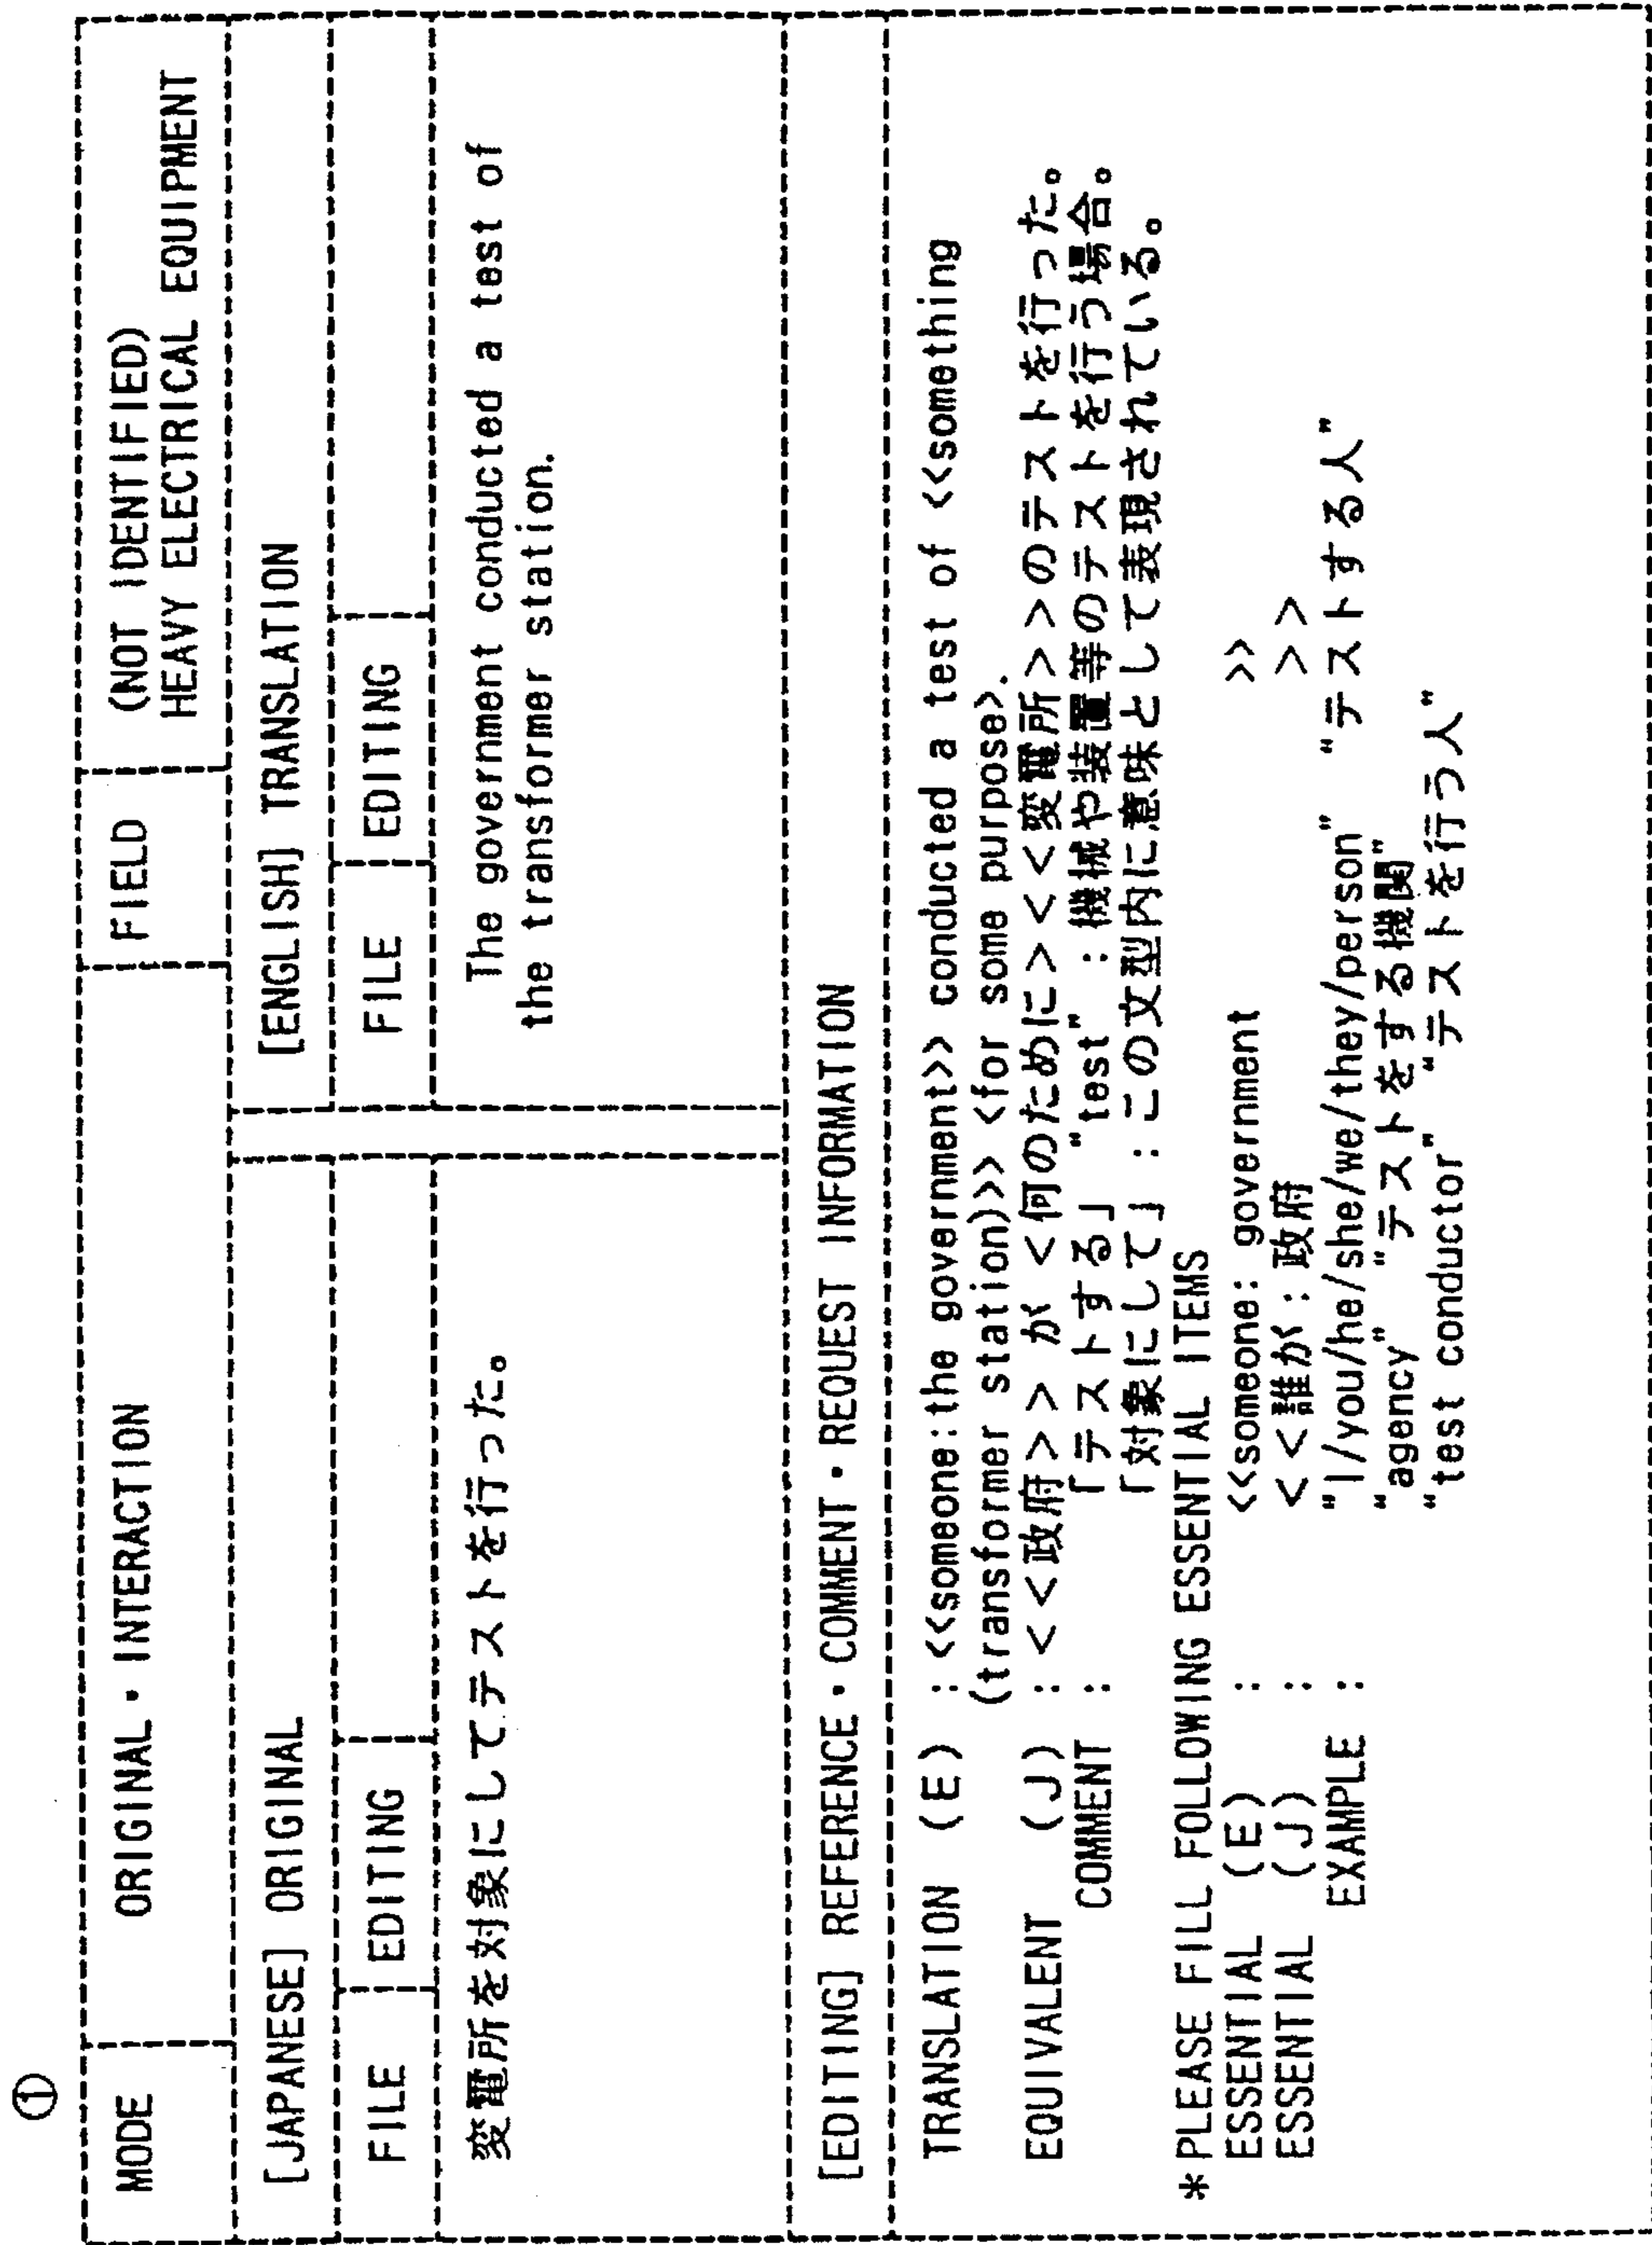 ①
MODE ORIGINAL・INTERACTION FIELD (NOT IDENTIFIED)
HEAVY ELECTRICAL EQUIPMENT
[JAPANESE] ORIGINAL
FILE EDITING
変電所を対象にしてテストを行った。
[ENGLISH] TRANSLATION
FILE EDITING
The government conducted a test of
the transformer station.
[EDITING] REFERENCE・COMMENT・REQUEST INFORMATION
TRANSLATION (E) : <<someone:the government>> conducted a test of <<something
(transformer station)>> <for some purpose>.
EQUIVALENT (J) : <<政府>> が <何のために><<変電所>>のテストを行った。
COMMENT : 「テストする」 "test" : 機械や装置等のテストを行う場合。
「対象にして」: この文型内に意味として表現されている。
*PLEASE FILL FOLLOWING ESSENTIAL ITEMS
ESSENTIAL (E) : <<someone: government >>
ESSENTIAL (J) : <<誰が: 政府 >>
EXAMPLE : "I/you/he/she/we/they/person" "テストする人"
"agency" "テストをする機関"
"test conductor" "テストを行う人"